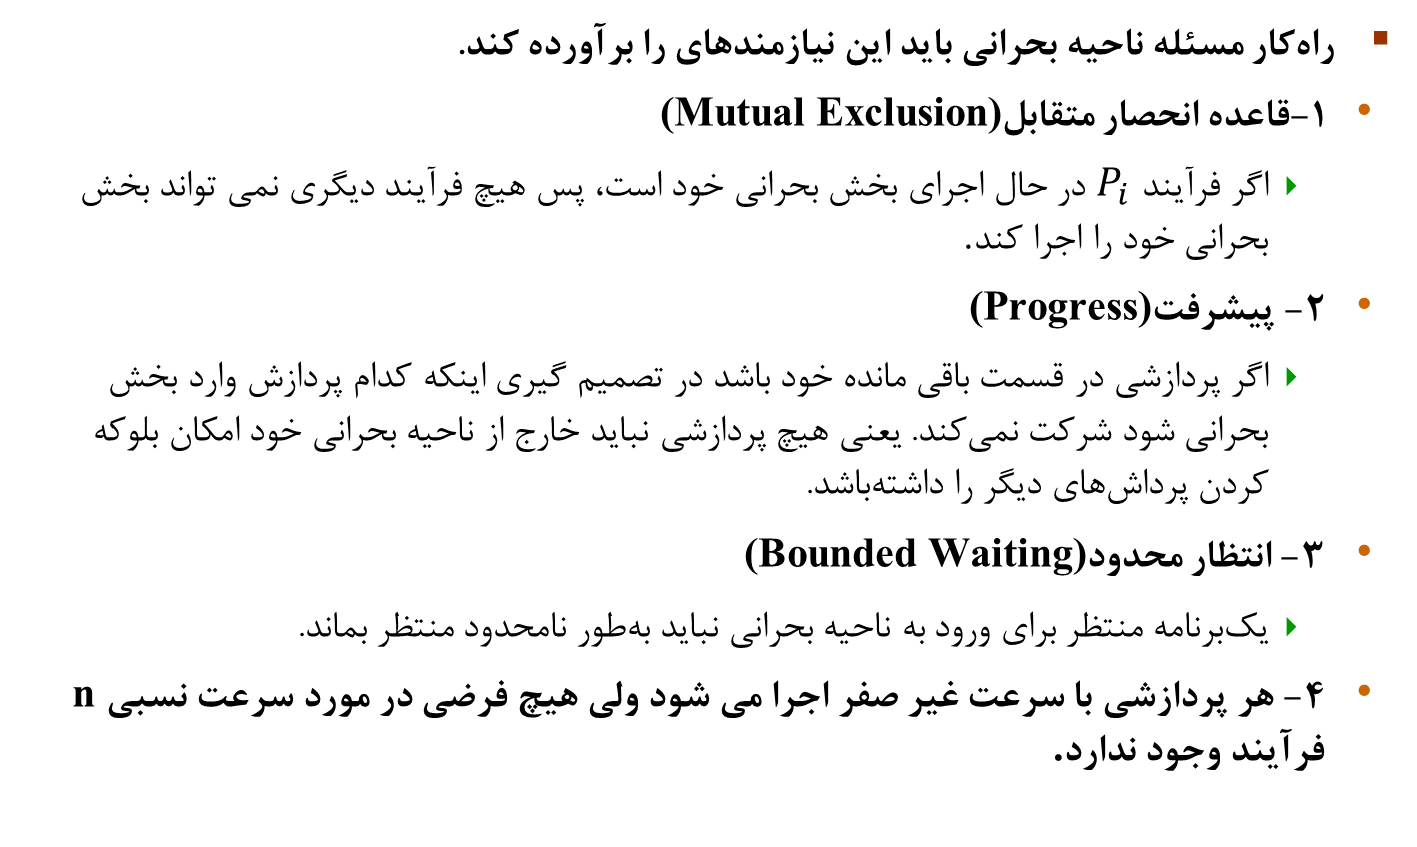 راه‌کار مسئله ناحیه بحرانی باید این نیازمندهای را برآورده کند.
۱-قاعده انحصار متقابل(Mutual Exclusion)
اگر فرآیند Pi در حال اجرای بخش بحرانی خود است، پس هیچ فرآیند دیگری نمی تواند بخش
بحرانی خود را اجرا کند.
۲- پیشرفت(Progress)
اگر پردازشی در قسمت باقی مانده خود باشد در تصمیم گیری اینکه کدام پردازش وارد بخش
بحرانی شود شرکت نمی‌کند. یعنی هیچ پردازشی نباید خارج از ناحیه بحرانی خود امکان بلوکه
کردن پرداش‌های دیگر را داشته‌باشد.
۳- انتظار محدود(Bounded Waiting)
یک‌برنامه منتظر برای ورود به ناحیه بحرانی نباید به‌طور نامحدود منتظر بماند.
۴- هر پردازشی با سرعت غیر صفر اجرا می شود ولی هیچ فرضی در مورد سرعت نسبی n
فرآیند وجود ندارد.